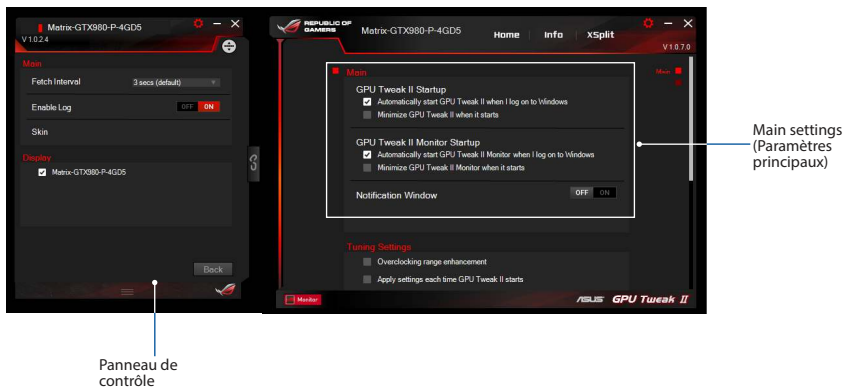 Matrix-GTX980-P-4GD5
V 1.0.2.4
Main
Fetch Interval 3 secs (default)
Enable Log OFF ON
Skin
Display
Matrix-GTX980-P-4GD5
Back
Panneau de
contrôle
REPUBLIC OF
GAMERS
Matrix-GTX980-P-4GD5 Home Info XSplit
V 1.0.7.0
Main
Main
GPU Tweak II Startup
Automatically start GPU Tweak II when I log on to Windows
Minimize GPU Tweak II when it starts
GPU Tweak II Monitor Startup
Automatically start GPU Tweak II Monitor when I log on to Windows
Minimize GPU Tweak II Monitor when it starts
Notification Window OFF ON
Tuning Settings
Overclocking range enhancement
Apply settings each time GPU Tweak II starts
Monitor
ASUS GPU Tweak II
Main settings
(Paramètres
principaux)